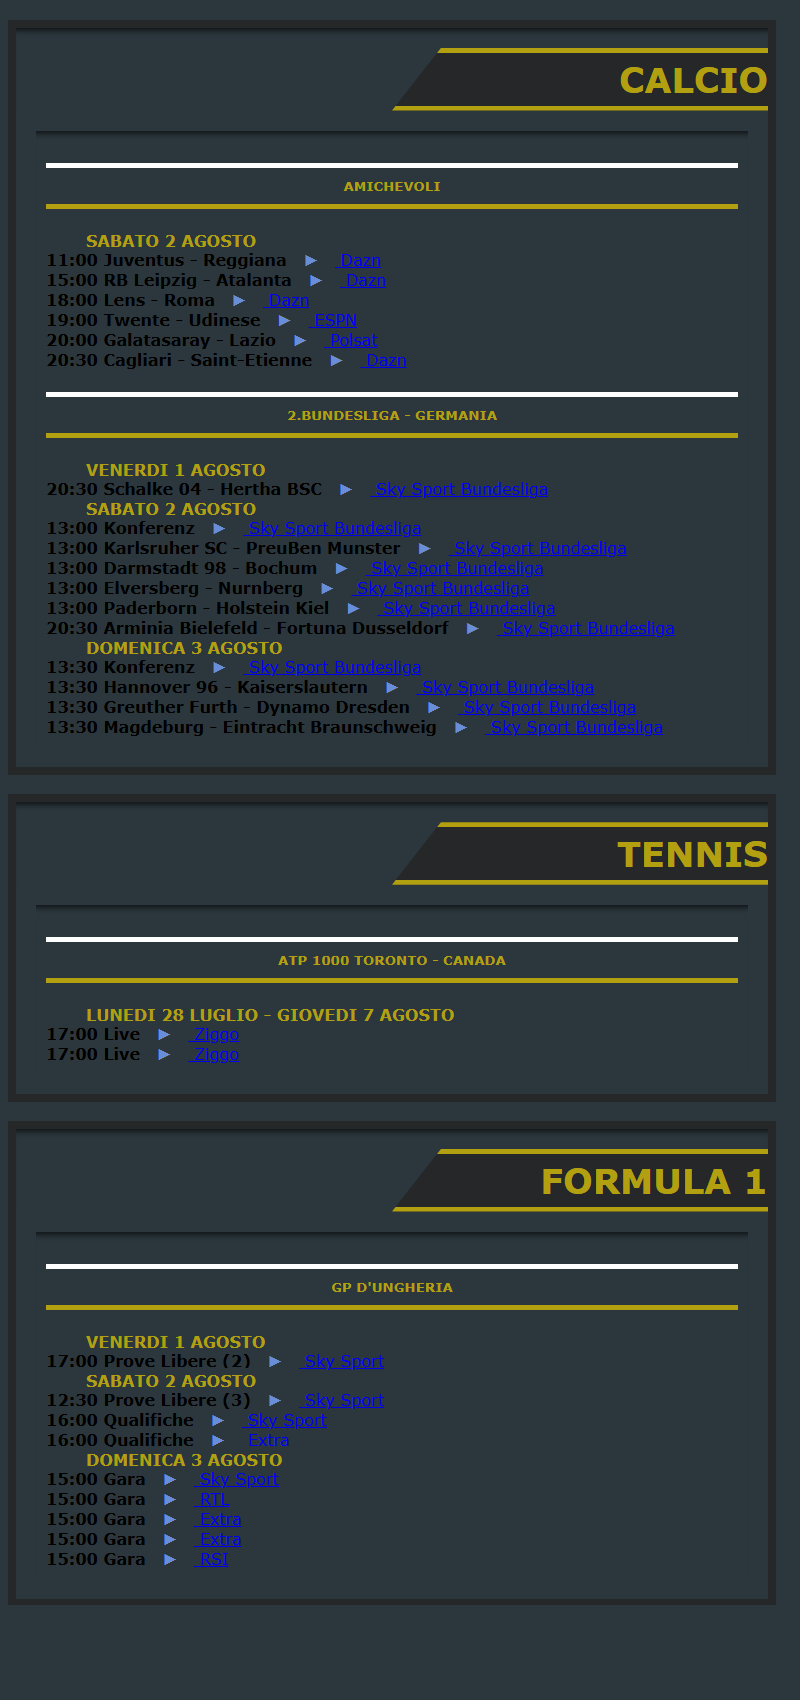 CALCIO
AMICHEVOLI
SABATO 2 AGOSTO
11:00 Juventus - Reggiana ► Dazn
15:00 RB Leipzig - Atalanta ► Dazn
18:00 Lens - Roma ► Dazn
19:00 Twente - Udinese ► ESPN
20:00 Galatasaray - Lazio ► Polsat
20:30 Cagliari - Saint-Etienne ► Dazn
2.BUNDESLIGA - GERMANIA
VENERDI 1 AGOSTO
20:30 Schalke 04 - Hertha BSC ► Sky Sport Bundesliga
SABATO 2 AGOSTO
13:00 Konferenz ► Sky Sport Bundesliga
13:00 Karlsruher SC - PreuBen Munster ► Sky Sport Bundesliga
13:00 Darmstadt 98 - Bochum ► Sky Sport Bundesliga
13:00 Elversberg - Nurnberg ► Sky Sport Bundesliga
13:00 Paderborn - Holstein Kiel ► Sky Sport Bundesliga
20:30 Arminia Bielefeld - Fortuna Dusseldorf ► Sky Sport Bundesliga
DOMENICA 3 AGOSTO
13:30 Konferenz ► Sky Sport Bundesliga
13:30 Hannover 96 - Kaiserslautern ► Sky Sport Bundesliga
13:30 Greuther Furth - Dynamo Dresden ► Sky Sport Bundesliga
13:30 Magdeburg - Eintracht Braunschweig ► Sky Sport Bundesliga
TENNIS
ATP 1000 TORONTO - CANADA
LUNEDI 28 LUGLIO - GIOVEDI 7 AGOSTO
17:00 Live ► Ziggo
17:00 Live ► Ziggo
FORMULA 1
GP D'UNGHERIA
VENERDI 1 AGOSTO
17:00 Prove Libere (2) ► Sky Sport
SABATO 2 AGOSTO
12:30 Prove Libere (3) ► Sky Sport
16:00 Qualifiche ► Sky Sport
16:00 Qualifiche ► Extra
DOMENICA 3 AGOSTO
15:00 Gara ► Sky Sport
15:00 Gara ► RTL
15:00 Gara ► Extra
15:00 Gara ► Extra
15:00 Gara ► RSI